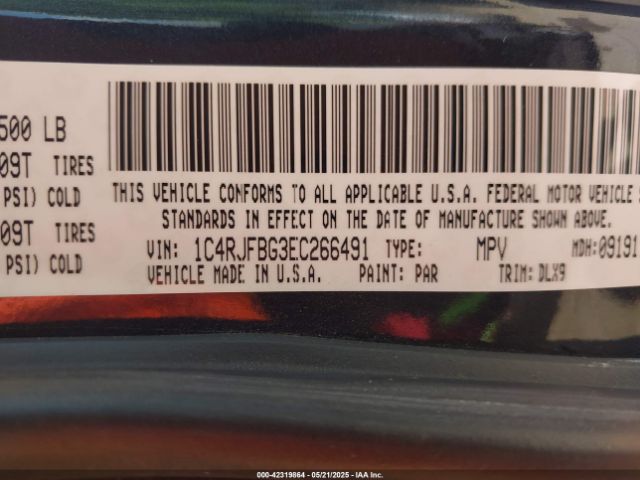 500 LB
09T TIRES
PSI) COLD
09T TIRES
PSI) COLD
THIS VEHICLE CONFORMS TO ALL APPLICABLE U.S.A. FEDERAL MOTOR VEHICLE S
STANDARDS IN EFFECT ON THE DATE OF MANUFACTURE SHOWN ABOVE.
VIN: 1C4RJFBG3EC266491 TYPE: MPV MDH:09191
VEHICLE MADE IN U.S.A. PAINT: PAR TRIM: DLX9
000-42319864 - 05/21/2025 - IAAI.COM